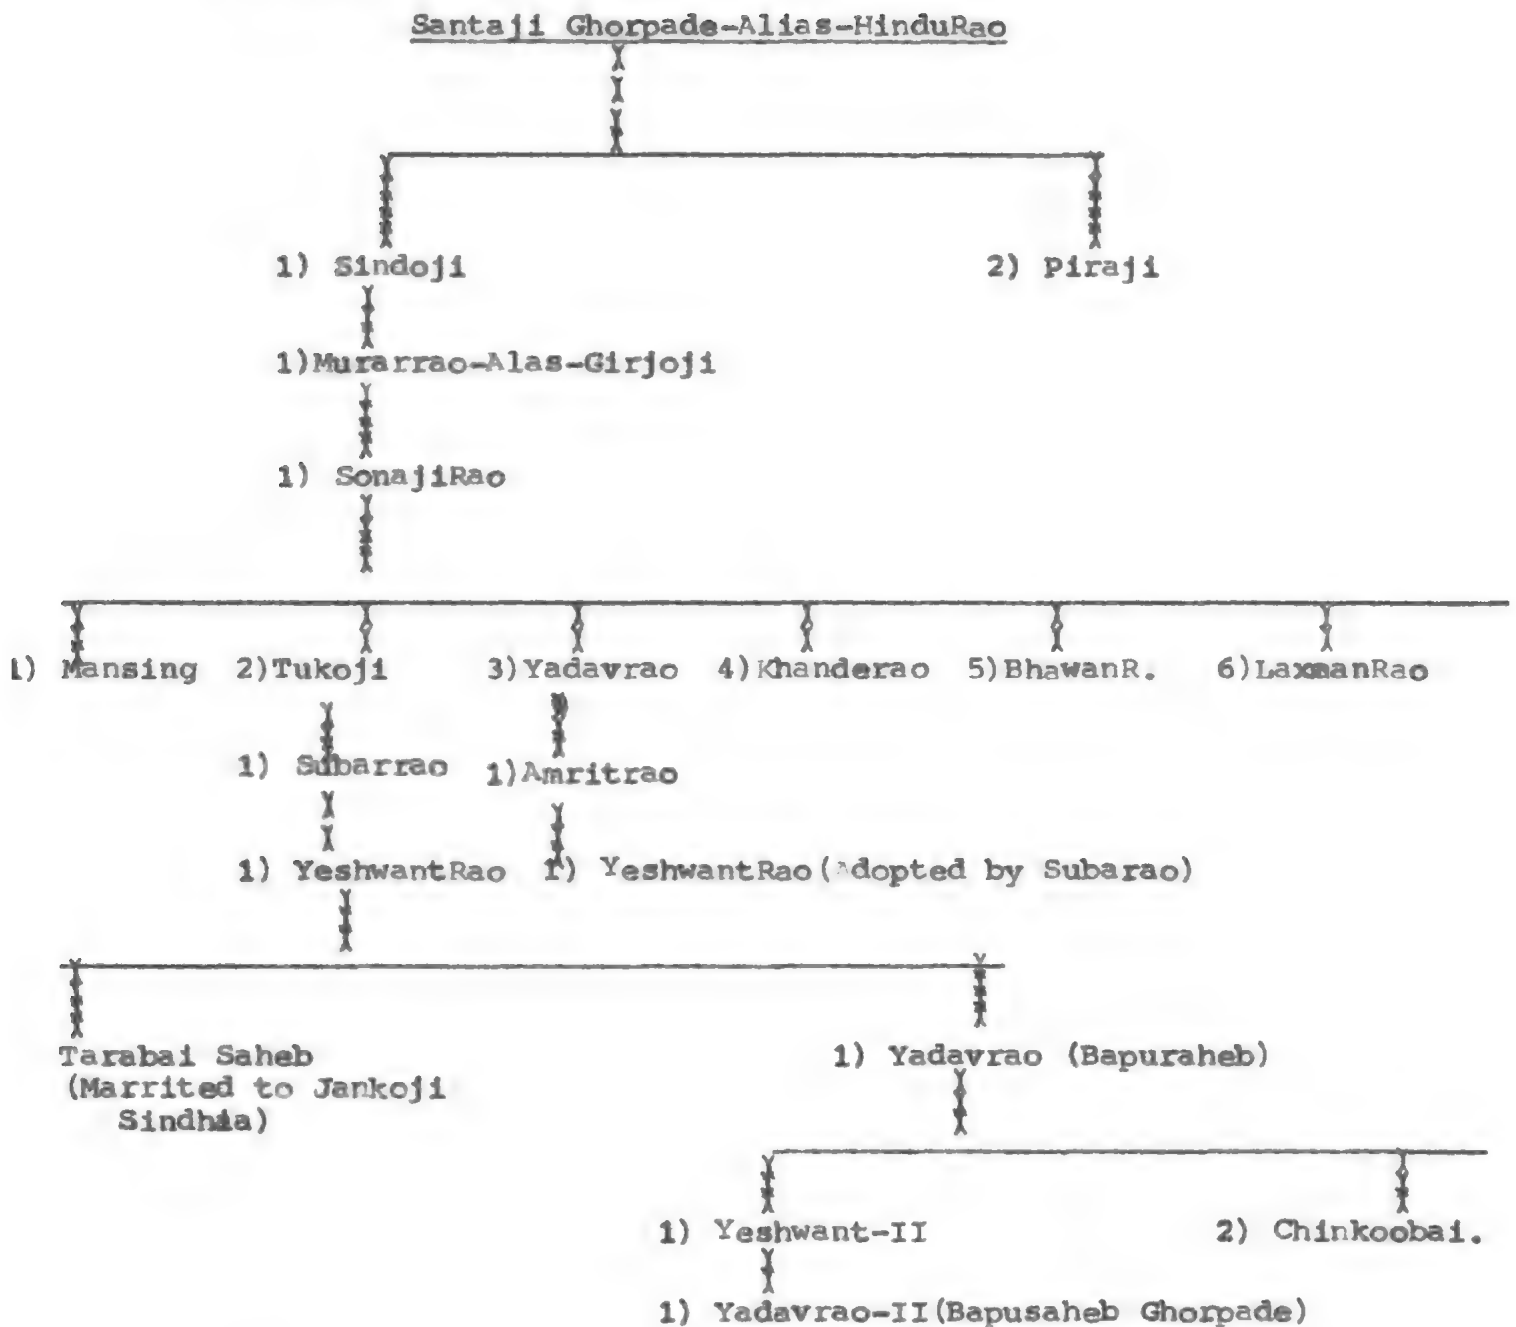 Santaji Ghorpade-Alias-HinduRao
1) Sindoji 2) Piraji
1)Murarrao-Alas-Girjoji
1) SonajiRao
1) Mansing 2)Tukoji 3)Yadavrao 4)Khanderao 5)BhawanR. 6)LaxmanRao
1) Subarrao 1)Amritrao
1) YeshwantRao 1) YeshwantRao(Adopted by Subarao)
Tarabai Saheb 1) Yadavrao (Bapuraheb)
(Marrited to Jankoji
Sindhia)
1) Yeshwant-II 2) Chinkoobai.
1) Yadavrao-II(Bapusaheb Ghorpade)